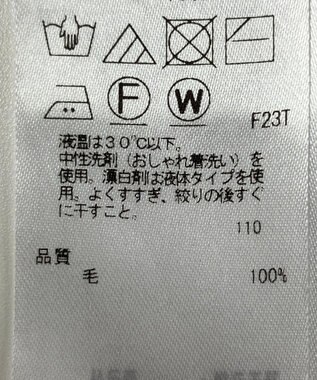 F
W
F23T
液温は30℃以下。
中性洗剤(おしゃれ着洗い)を
使用。漂白剤は液体タイプを使
用。よくすすぎ、絞りの後すぐ
に干すこと。
110
品質
毛 100%